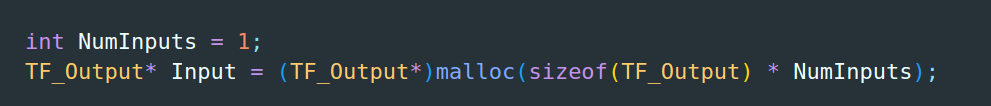 int NumInputs = 1;
TF_Output* Input = (TF_Output*)malloc(sizeof(TF_Output) * NumInputs);